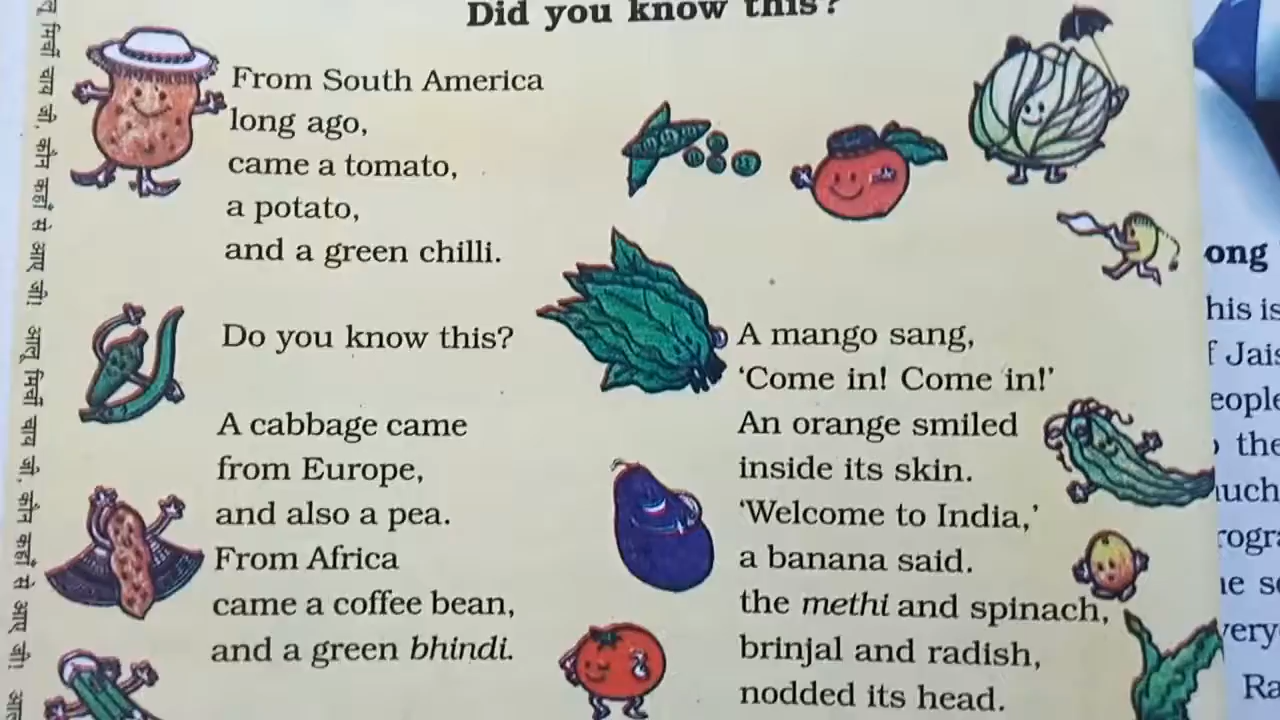 Did you know this?
From South America
long ago,
came a tomato,
a potato,
and a green chilli.
Do you know this?
A cabbage came
from Europe,
and also a pea.
From Africa
came a coffee bean,
and a green bhindi.
A mango sang,
‘Come in! Come in!’
An orange smiled
inside its skin.
‘Welcome to India,’
a banana said.
the methi and spinach,
brinjal and radish,
nodded its head.
आलू मिर्ची चाय जी, कौन कहाँ से आए जी! आलू मिर्ची चाय जी, कौन कहाँ से आए जी!
ong
his is
f Jais
eople
the
uch
rogra
very
Ra